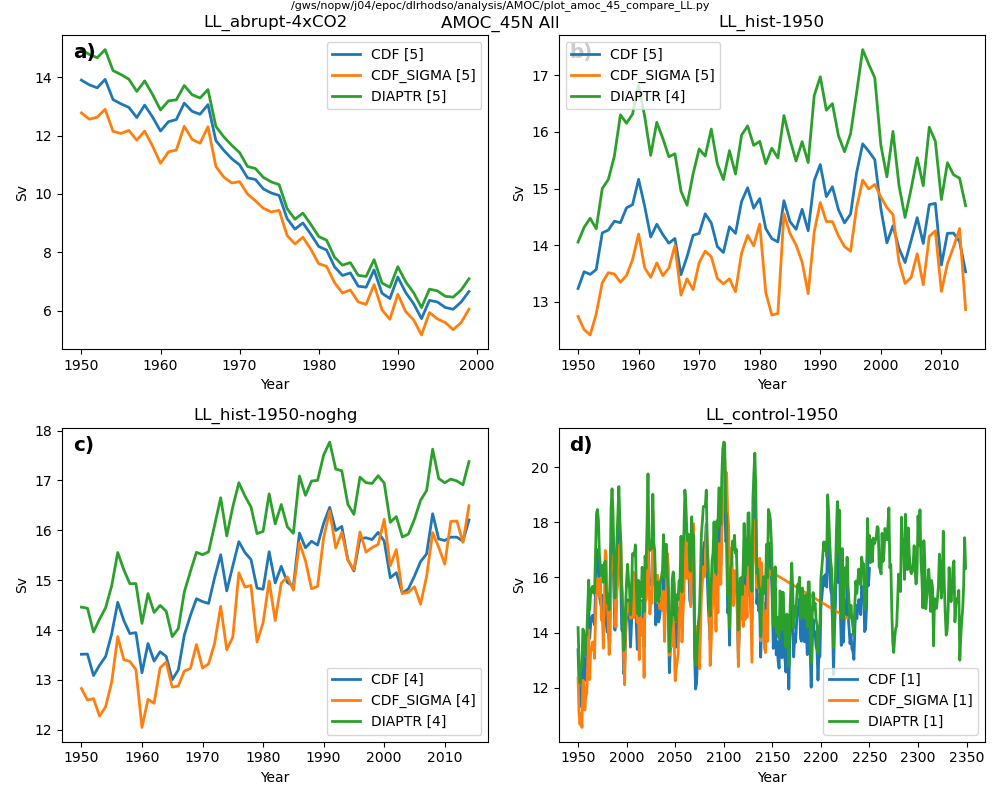 /gws/nopw/j04/epoc/dlrhodso/analysis/AMOC/plot_amoc_45_compare_LL.py
AMOC_45N All
LL_abrupt-4xCO2
a)
CDF [5]
CDF_SIGMA [5]
DIAPTR [5]
Sv
14
12
10
8
6
1950 1960 1970 1980 1990 2000
Year
LL_hist-1950
b)
CDF [5]
CDF_SIGMA [5]
DIAPTR [4]
Sv
17
16
15
14
13
1950 1960 1970 1980 1990 2000 2010
Year
LL_hist-1950-noghg
c)
CDF [4]
CDF_SIGMA [4]
DIAPTR [4]
Sv
18
17
16
15
14
13
12
1950 1960 1970 1980 1990 2000 2010
Year
LL_control-1950
d)
CDF [1]
CDF_SIGMA [1]
DIAPTR [1]
Sv
20
18
16
14
12
1950 2000 2050 2100 2150 2200 2250 2300 2350
Year